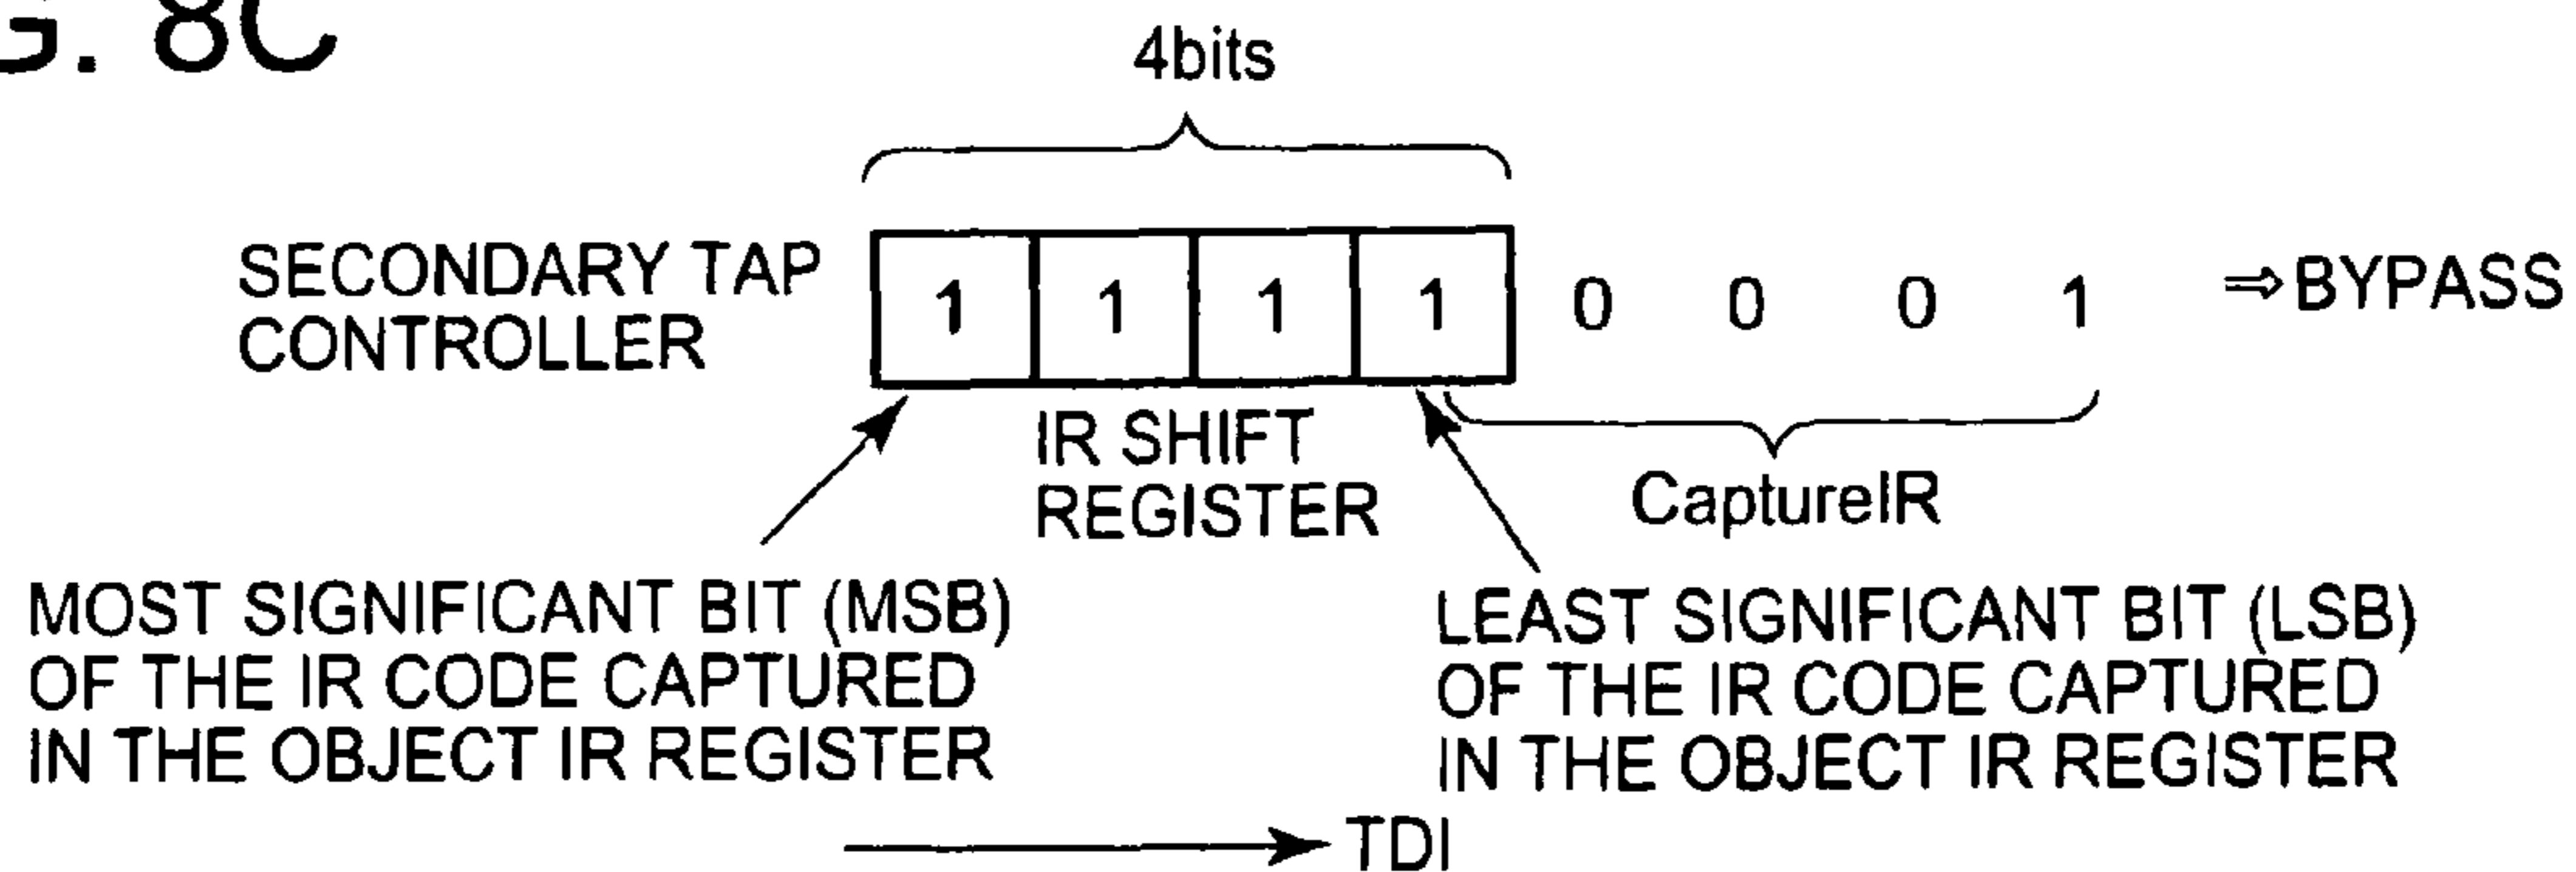 G. 8C
4bits
SECONDARY TAP
CONTROLLER
1 1 1 1 0 0 0 1 ⇒BYPASS
IR SHIFT
REGISTER
CaptureIR
MOST SIGNIFICANT BIT (MSB)
OF THE IR CODE CAPTURED
IN THE OBJECT IR REGISTER
LEAST SIGNIFICANT BIT (LSB)
OF THE IR CODE CAPTURED
IN THE OBJECT IR REGISTER
TDI